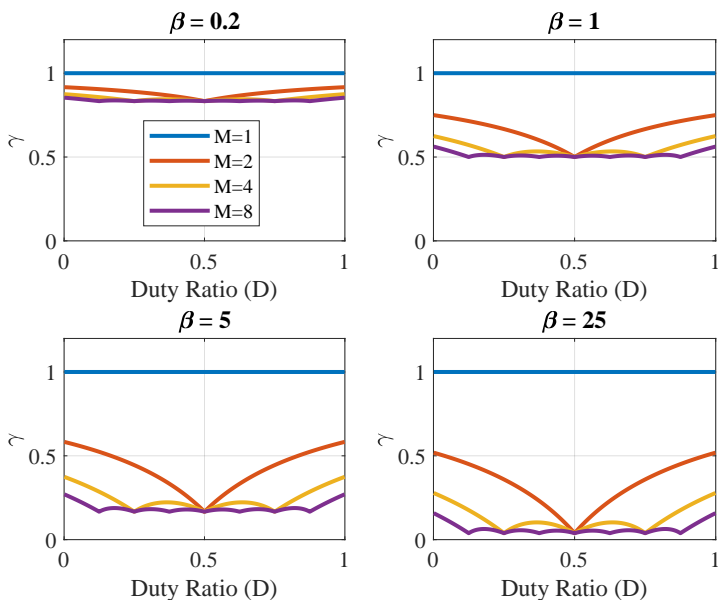 β = 0.2
β = 1
1
0.5
0
γ
M=1
M=2
M=4
M=8
0
0.5
1
Duty Ratio (D)
1
0.5
0
γ
0
0.5
1
Duty Ratio (D)
β = 5
β = 25
1
0.5
0
γ
0
0.5
1
Duty Ratio (D)
1
0.5
0
γ
0
0.5
1
Duty Ratio (D)